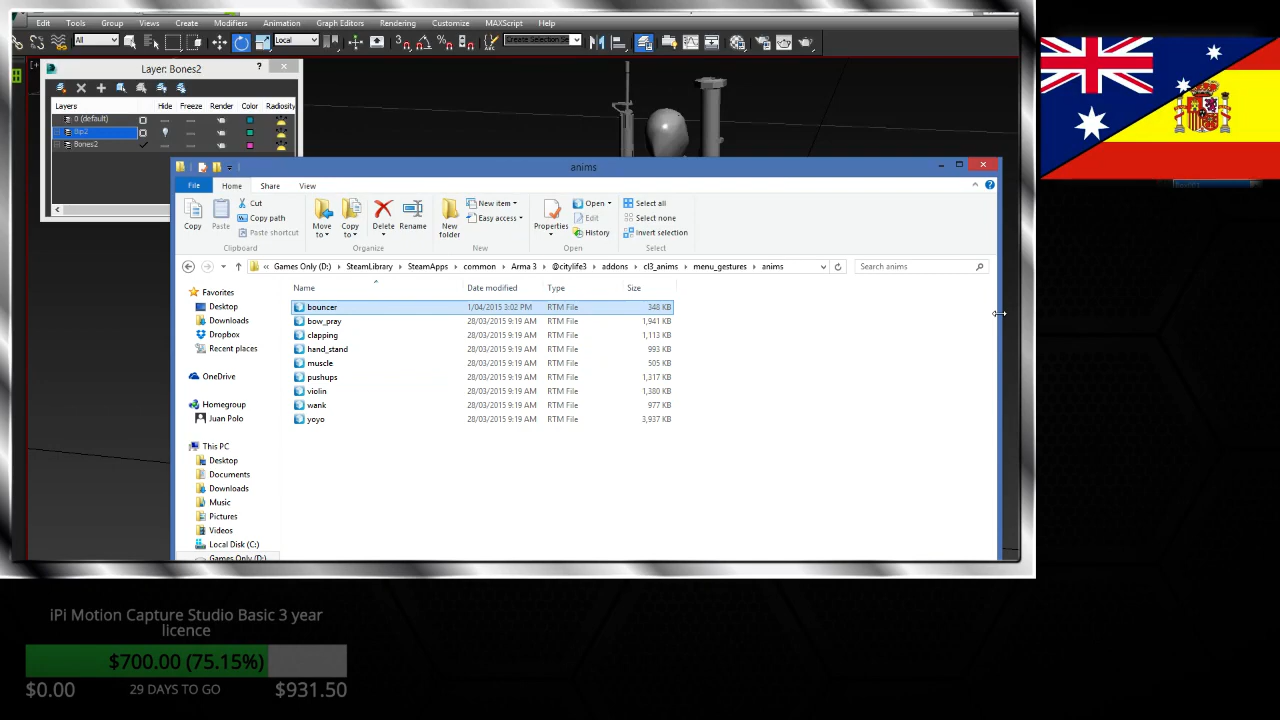 Edit Tools Group Views Create Modifiers Animation Graph Editors Rendering Customize MAXScript Help
All Local Create Selection Se
Layer: Bones2 ?
Layers Hide Freeze Render Color Radiosity
0 (default)
Bip2
Bones2
anims
File Home Share View
Copy Paste Cut Copy path Paste shortcut
Move to Copy to Delete Rename
New folder New item Easy access
Properties Open Edit History
Select all Select none Invert selection
Clipboard Organize New Open Select
« Games Only (D:) SteamLibrary SteamApps common Arma 3 @citylife3 addons cl3_anims menu_gestures anims
Search anims
Name Date modified Type Size
Favorites
Desktop
Downloads
Dropbox
Recent places
OneDrive
Homegroup
Juan Polo
This PC
Desktop
Documents
Downloads
Music
Pictures
Videos
Local Disk (C:)
Games Only (D:)
bouncer 1/04/2015 3:02 PM RTM File 348 KB
bow_pray 28/03/2015 9:19 AM RTM File 1,941 KB
clapping 28/03/2015 9:19 AM RTM File 1,113 KB
hand_stand 28/03/2015 9:19 AM RTM File 993 KB
muscle 28/03/2015 9:19 AM RTM File 505 KB
pushups 28/03/2015 9:19 AM RTM File 1,317 KB
violin 28/03/2015 9:19 AM RTM File 1,380 KB
wank 28/03/2015 9:19 AM RTM File 977 KB
yoyo 28/03/2015 9:19 AM RTM File 3,937 KB
iPi Motion Capture Studio Basic 3 year
licence
$700.00 (75.15%)
$0.00 29 DAYS TO GO $931.50